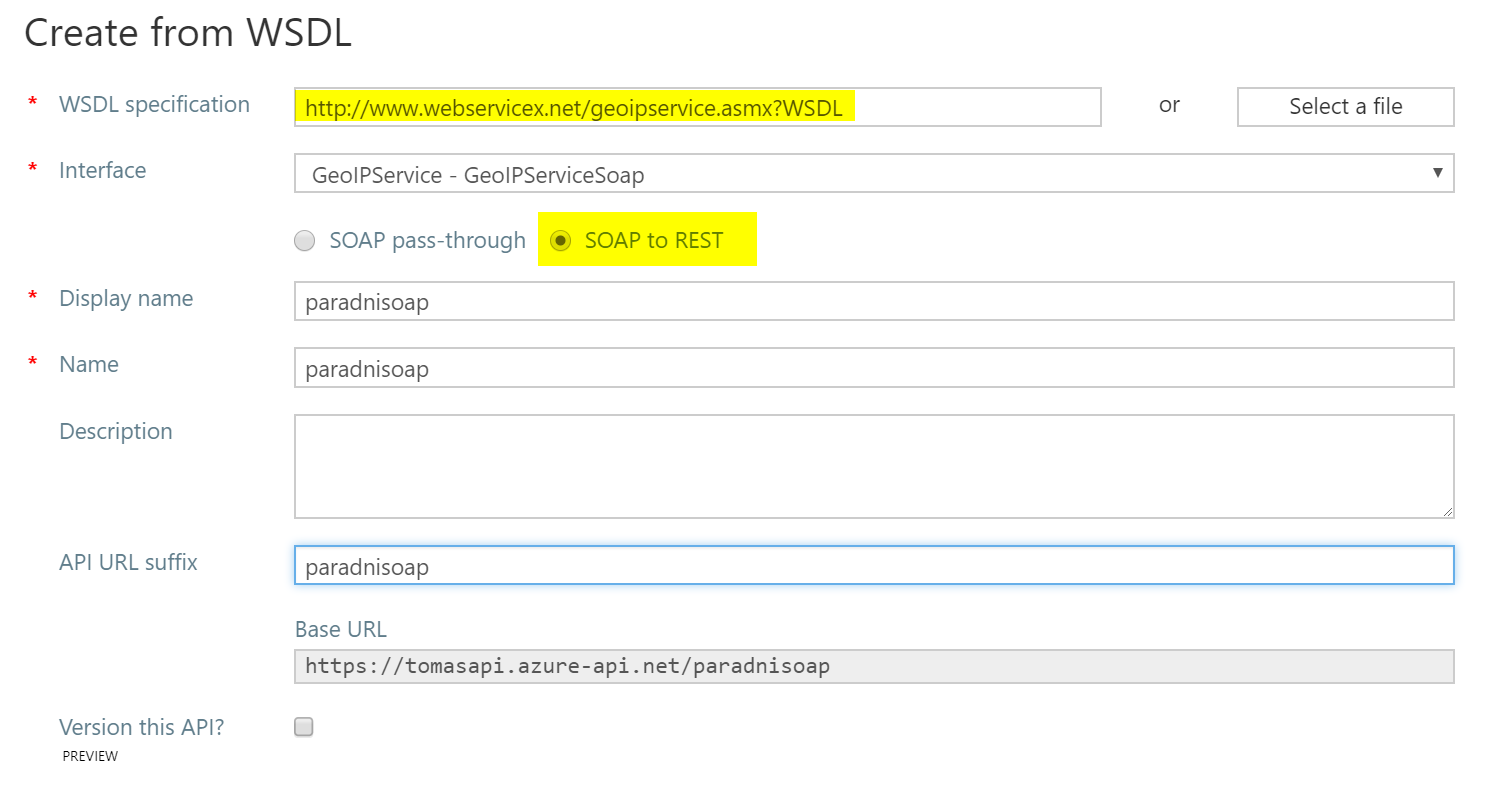 Create from WSDL
* WSDL specification http://www.webservicex.net/geoipservice.asmx?WSDL or Select a file
* Interface GeoIPService - GeoIPServiceSoap ▼
SOAP pass-through SOAP to REST
* Display name paradnisoap
* Name paradnisoap
Description
API URL suffix paradnisoap
Base URL
https://tomasapi.azure-api.net/paradnisoap
Version this API?
PREVIEW